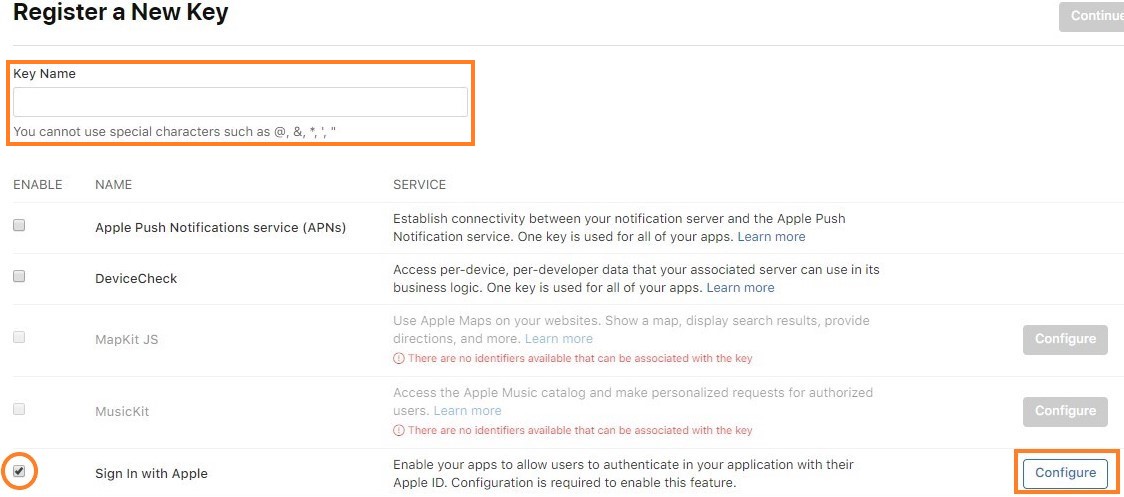 Register a New Key
Continue
Key Name
You cannot use special characters such as @, &, *, ', "
ENABLE NAME SERVICE
Apple Push Notifications service (APNs)
Establish connectivity between your notification server and the Apple Push
Notification service. One key is used for all of your apps. Learn more
DeviceCheck
Access per-device, per-developer data that your associated server can use in its
business logic. One key is used for all of your apps. Learn more
MapKit JS
Use Apple Maps on your websites. Show a map, display search results, provide
directions, and more. Learn more
There are no identifiers available that can be associated with the key
Configure
MusicKit
Access the Apple Music catalog and make personalized requests for authorized
users. Learn more
There are no identifiers available that can be associated with the key
Configure
Sign In with Apple
Enable your apps to allow users to authenticate in your application with their
Apple ID. Configuration is required to enable this feature.
Configure